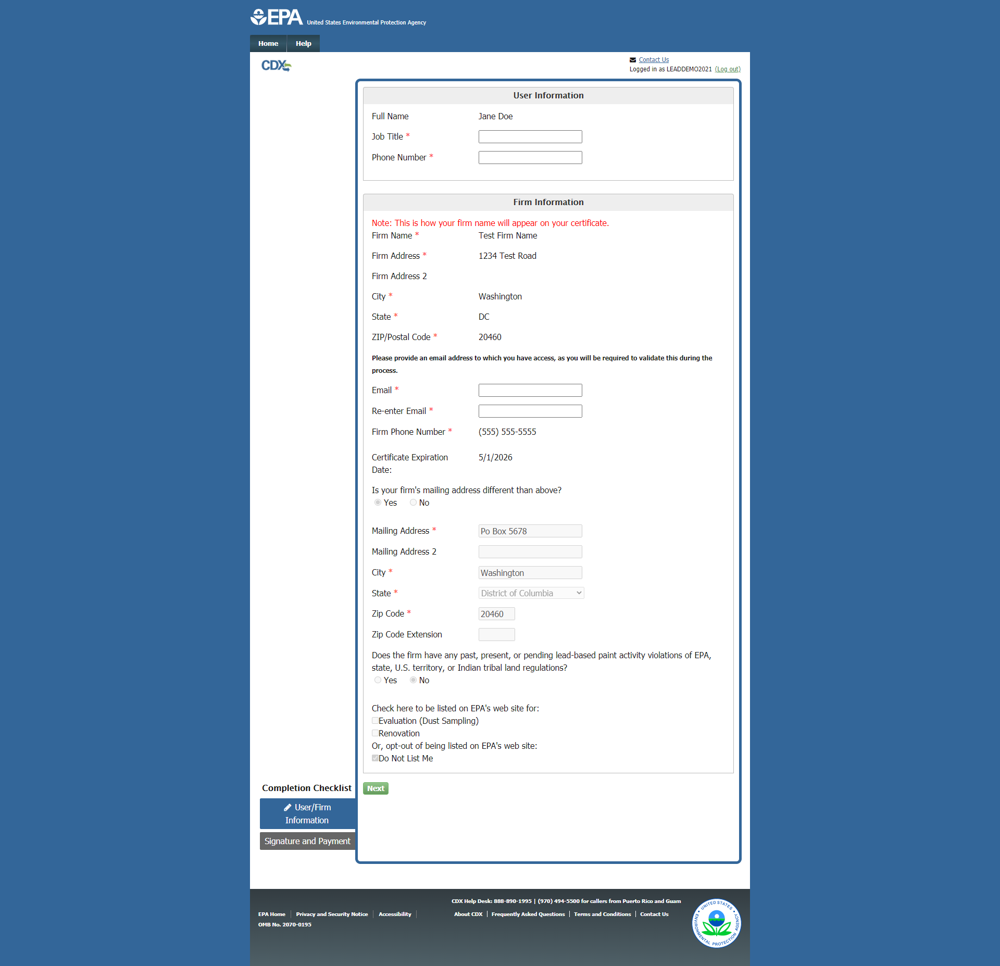 EPA United States Environmental Protection Agency
Home Help
CDX
Contact Us
Logged in as LEADDEMO2021 (Log out)
User Information
Full Name Jane Doe
Job Title *
Phone Number *
Firm Information
Note: This is how your firm name will appear on your certificate.
Firm Name * Test Firm Name
Firm Address * 1234 Test Road
Firm Address 2
City * Washington
State * DC
ZIP/Postal Code * 20460
Please provide an email address to which you have access, as you will be required to validate this during the
process.
Email *
Re-enter Email *
Firm Phone Number * (555) 555-5555
Certificate Expiration 5/1/2026
Date:
Is your firm's mailing address different than above?
Yes No
Mailing Address * Po Box 5678
Mailing Address 2
City * Washington
State * District of Columbia
Zip Code * 20460
Zip Code Extension
Does the firm have any past, present, or pending lead-based paint activity violations of EPA,
state, U.S. territory, or Indian tribal land regulations?
Yes No
Check here to be listed on EPA's web site for:
Evaluation (Dust Sampling)
Renovation
Or, opt-out of being listed on EPA's web site:
Do Not List Me
Next
Completion Checklist
User/Firm
Information
Signature and Payment
CDX Help Desk: 888-890-1995 | (970) 494-5500 for callers from Puerto Rico and Guam
EPA Home Privacy and Security Notice Accessibility
About CDX Frequently Asked Questions Terms and Conditions Contact Us
OMB No. 2070-0195
UNITED STATES
ENVIRONMENTAL PROTECTION AGENCY